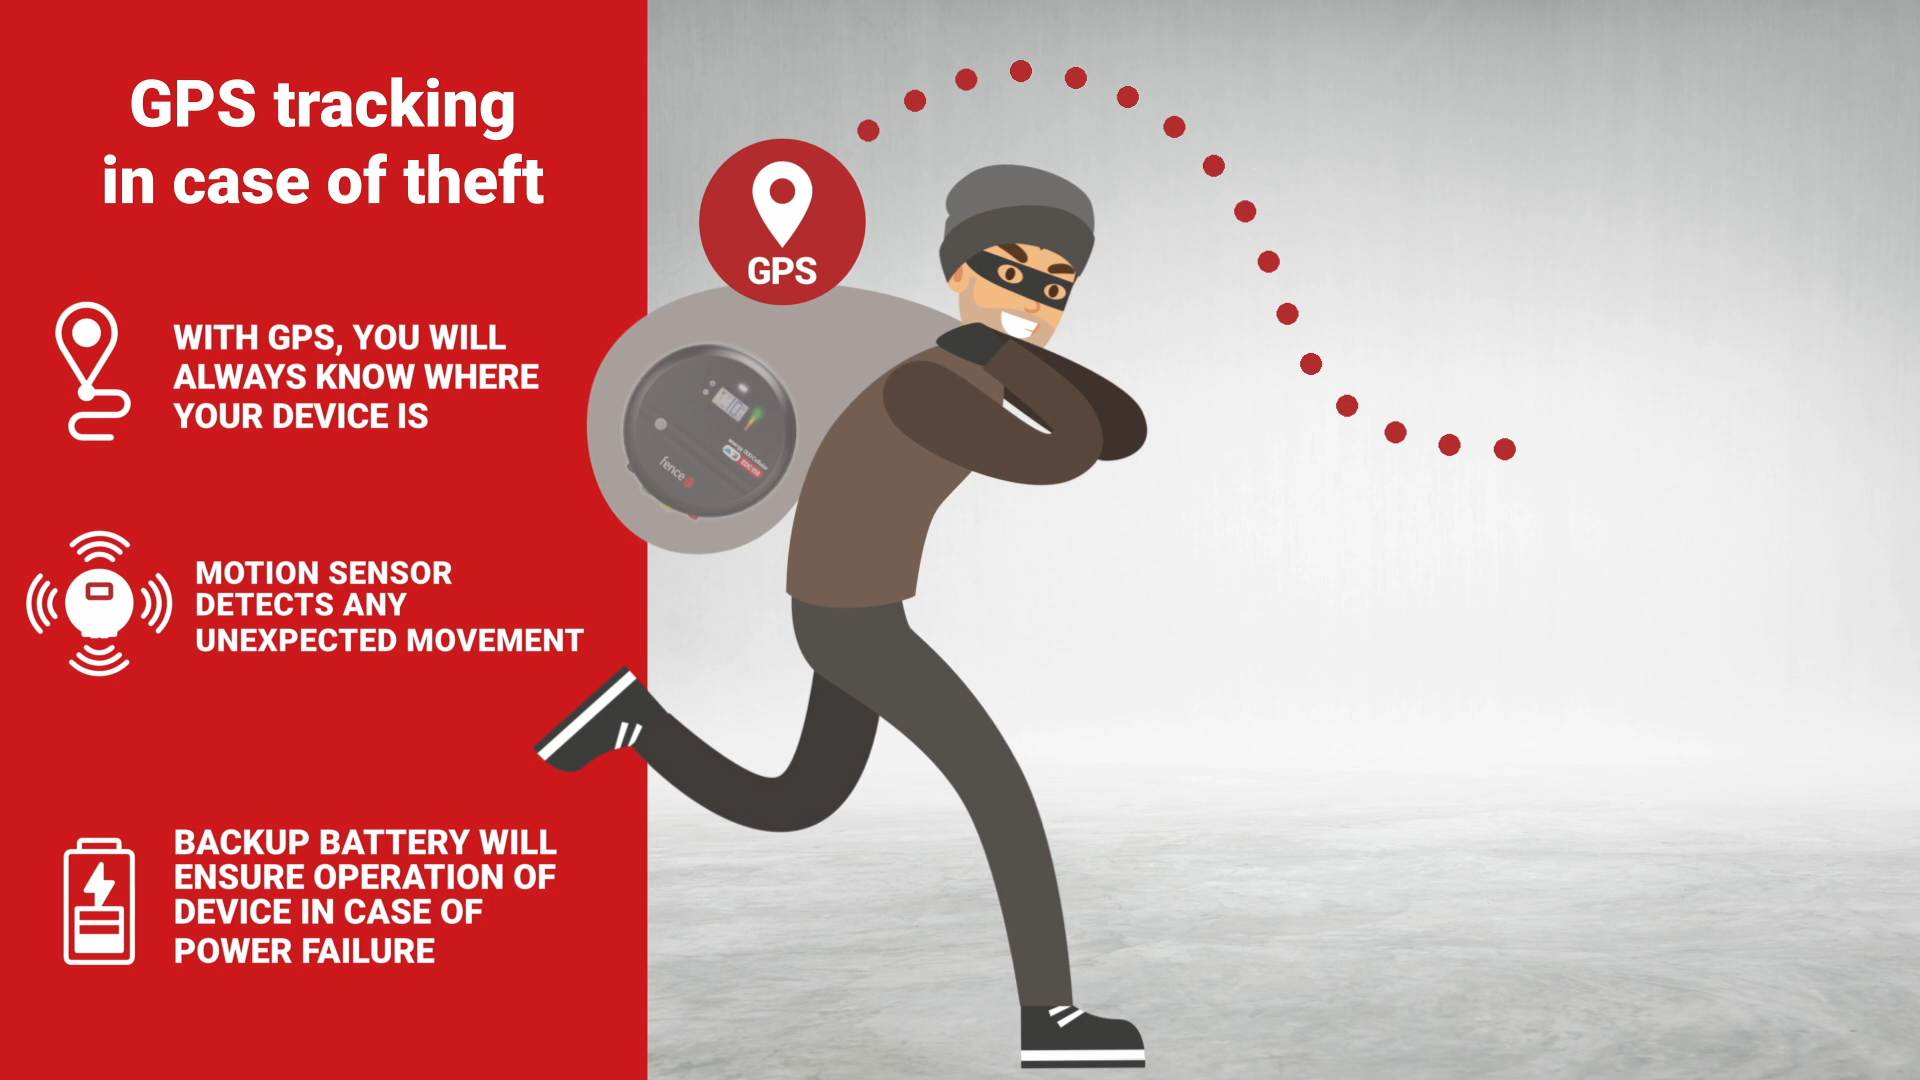 GPS tracking
in case of theft
WITH GPS, YOU WILL
ALWAYS KNOW WHERE
YOUR DEVICE IS
MOTION SENSOR
DETECTS ANY
UNEXPECTED MOVEMENT
BACKUP BATTERY WILL
ENSURE OPERATION OF
DEVICE IN CASE OF
POWER FAILURE
GPS
fence